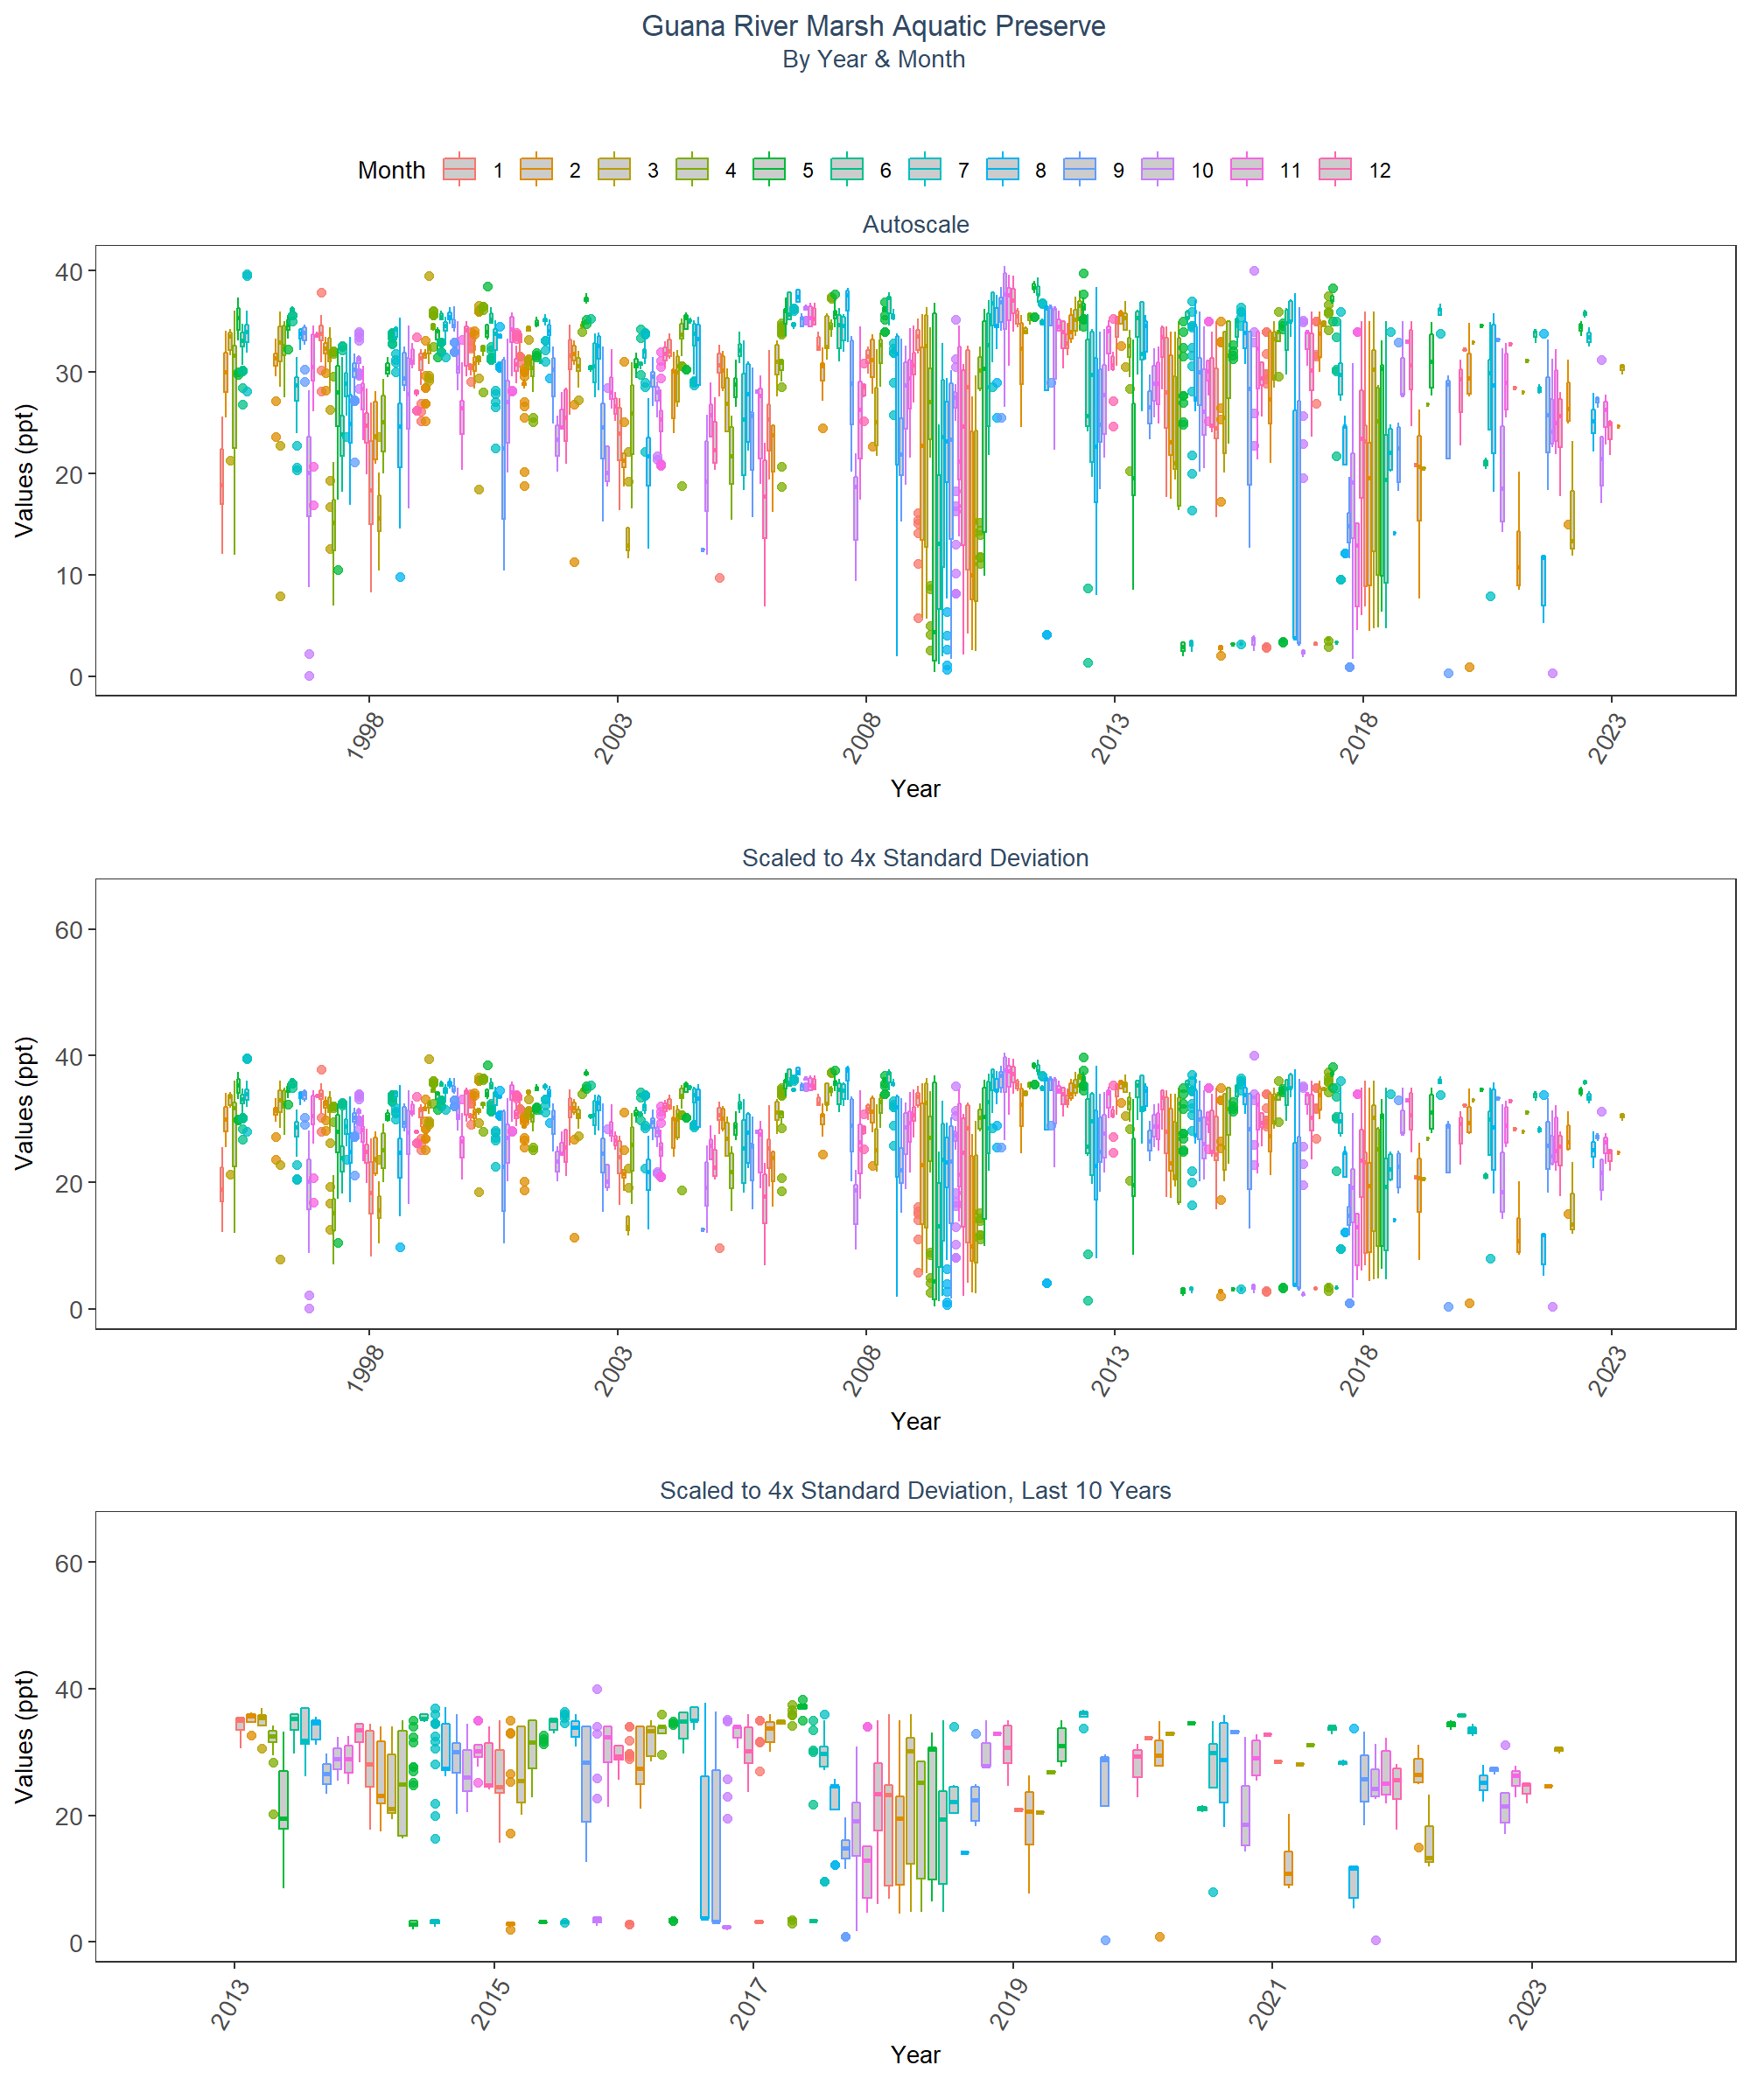 Guana River Marsh Aquatic Preserve
By Year & Month
Month 1 2 3 4 5 6 7 8 9 10 11 12
Autoscale
40
30
20
10
0
Values (ppt)
1998 2003 2008 2013 2018 2023
Year
Scaled to 4x Standard Deviation
60
40
20
0
Values (ppt)
1998 2003 2008 2013 2018 2023
Year
Scaled to 4x Standard Deviation, Last 10 Years
60
40
20
0
Values (ppt)
2013 2015 2017 2019 2021 2023
Year